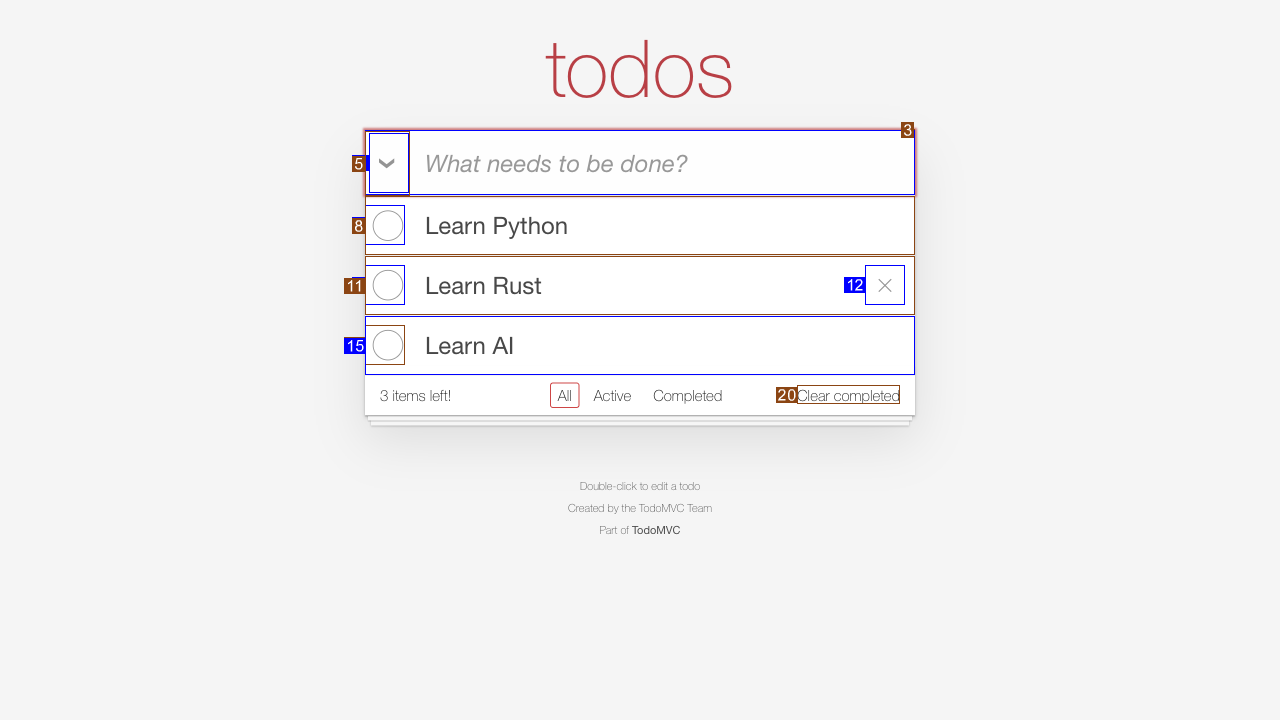 todos
3
5
What needs to be done?
8
Learn Python
11
Learn Rust
12
15
Learn AI
3 items left!
All
Active
Completed
20
Clear completed
Double-click to edit a todo
Created by the TodoMVC Team
Part of TodoMVC